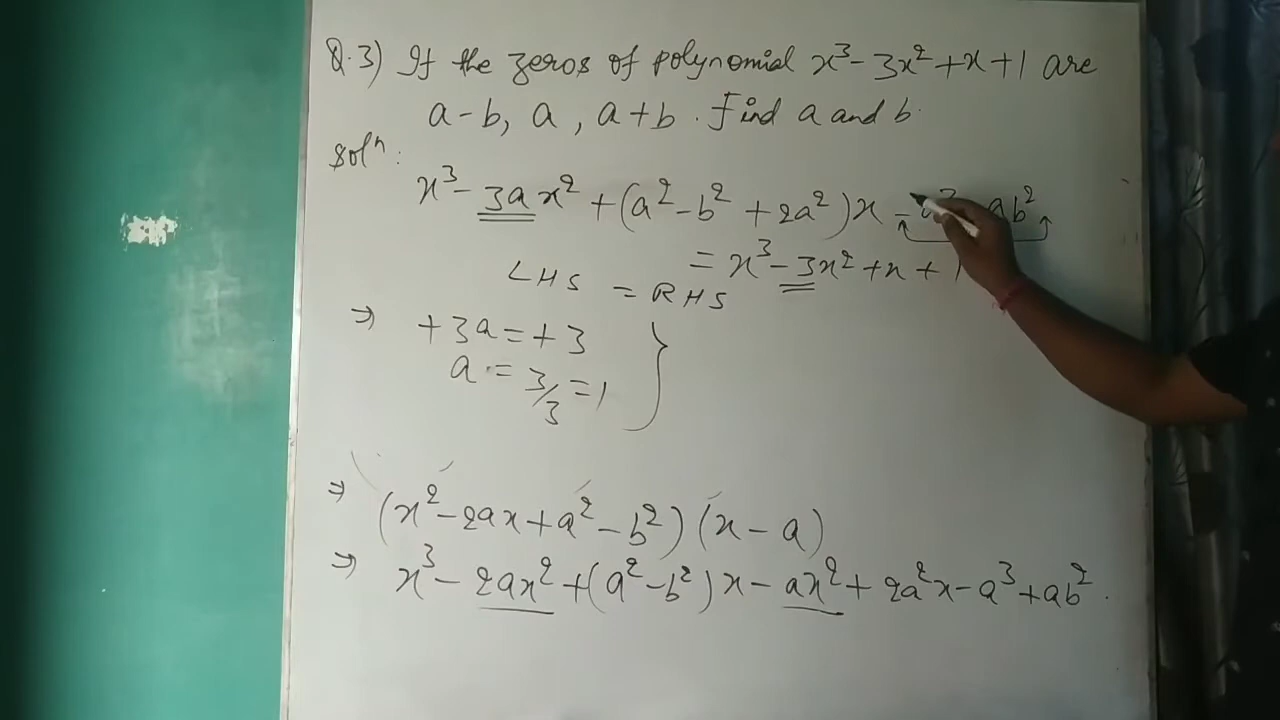 Q.3) If the zeros of polynomial x³ - 3x² + x + 1 are
a - b, a, a + b. Find a and b.
Solⁿ:
x³ - 3ax² + (a² - b² + 2a²)x - ab²
= x³ - 3x² + x + 1
LHS = RHS
⇒ +3a = +3
a = 3/3 = 1
⇒ (x² - 2ax + a² - b²)(x - a)
⇒ x³ - 2ax² + (a² - b²)x - ax² + 2a²x - a³ + ab².